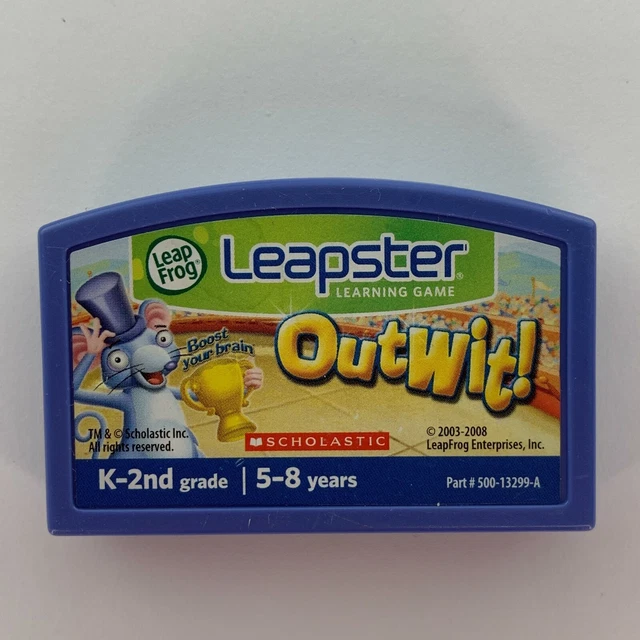 Leap
Frog
Leapster®
LEARNING GAME
Boost
your brain
OutWit!
TM & © Scholastic Inc.
All rights reserved.
SCHOLASTIC
© 2003-2008
LeapFrog Enterprises, Inc.
K–2nd grade | 5–8 years
Part # 500-13299-A